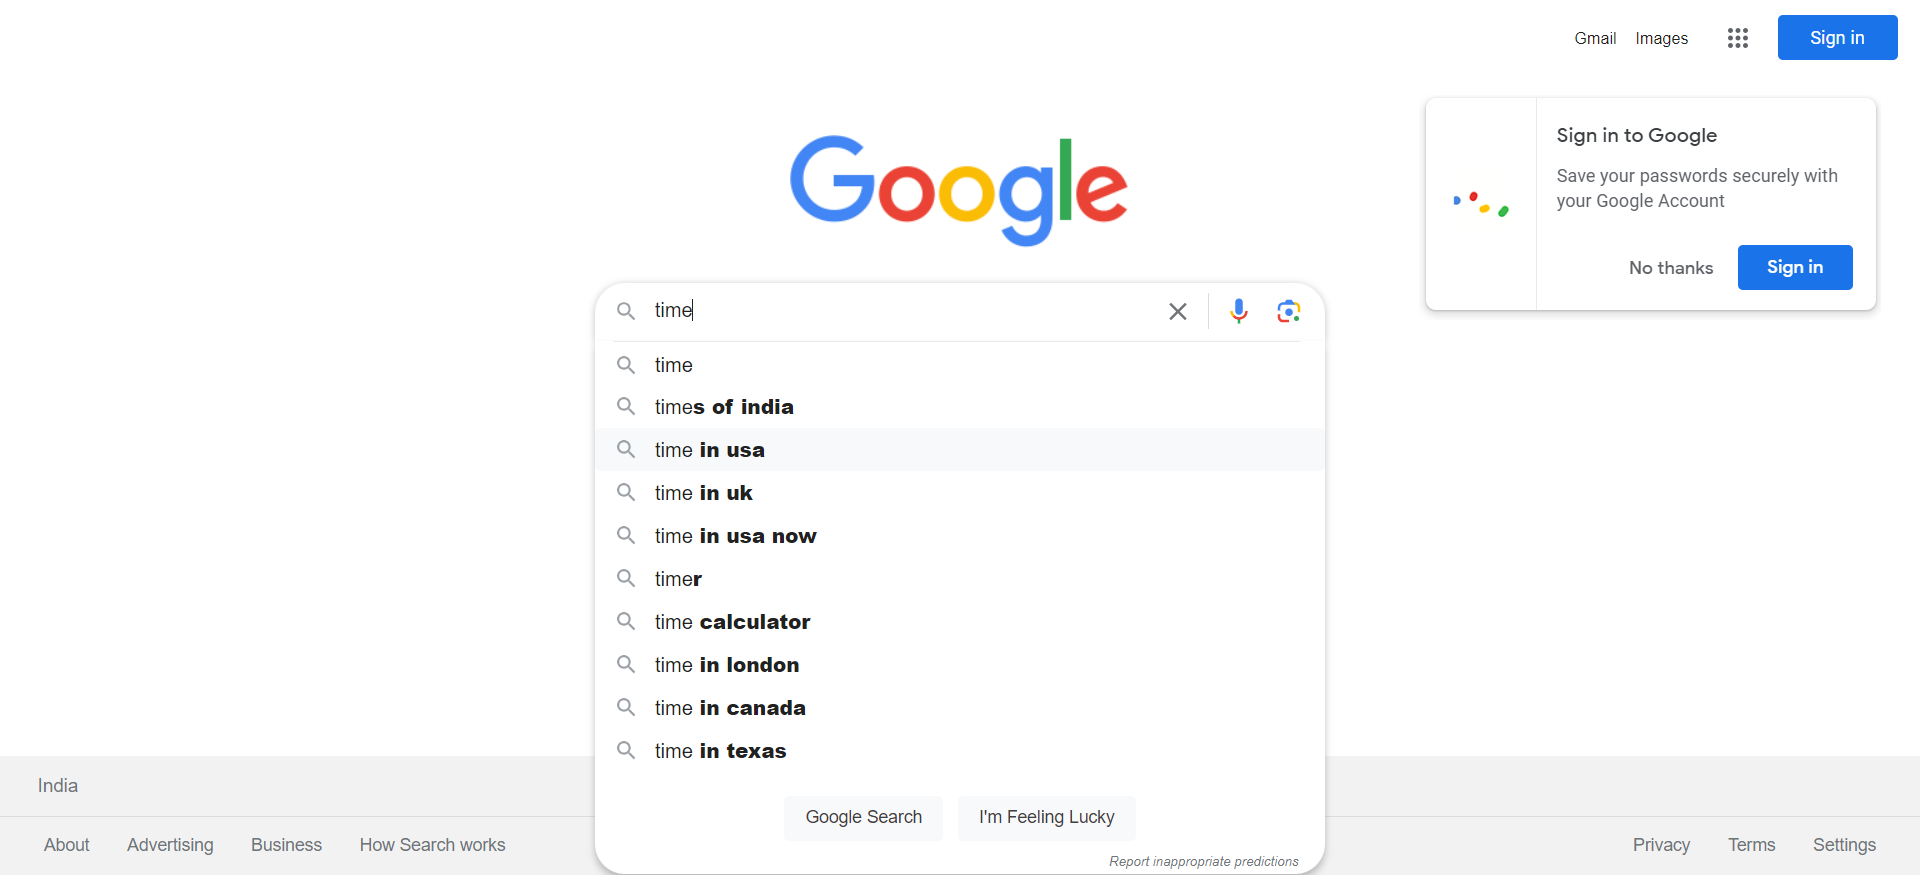 Gmail Images Sign in
Sign in to Google
Save your passwords securely with
your Google Account
No thanks Sign in
Google
time
time
times of india
time in usa
time in uk
time in usa now
timer
time calculator
time in london
time in canada
time in texas
Google Search I'm Feeling Lucky
Report inappropriate predictions
India
About Advertising Business How Search works
Privacy Terms Settings